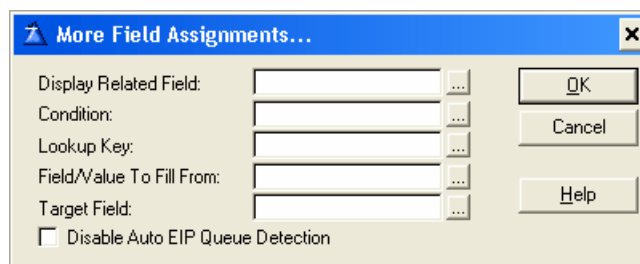 More Field Assignments...
Display Related Field: ...
OK
Condition: ...
Cancel
Lookup Key: ...
Field/Value To Fill From: ...
Help
Target Field: ...
Disable Auto EIP Queue Detection